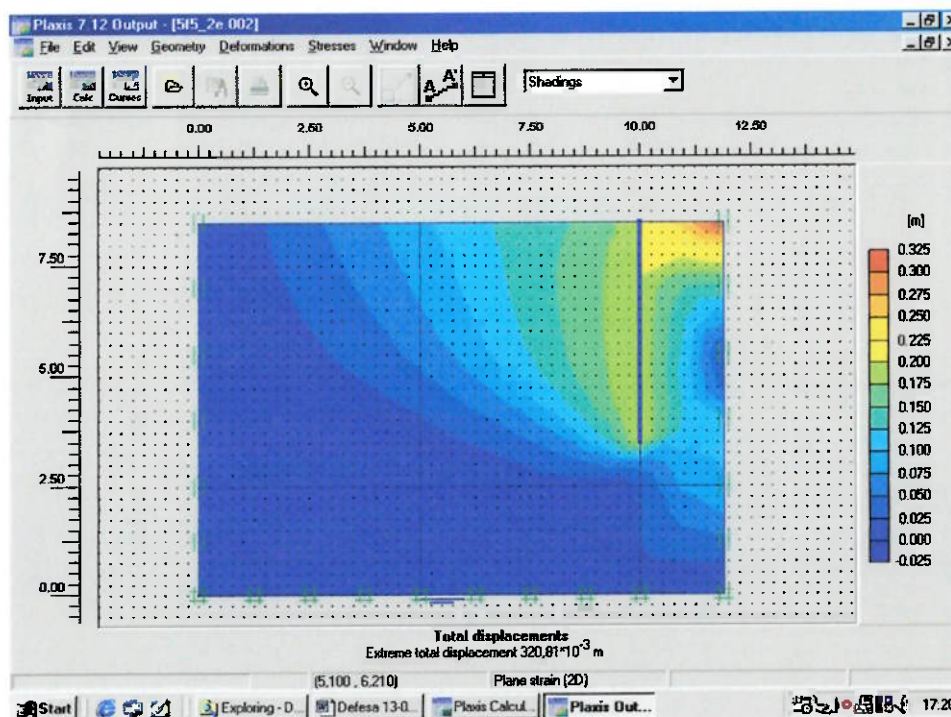 Plaxis 7.12 Output - [5f5_2e.002]
File Edit View Geometry Deformations Stresses Window Help
Input Calc Curves Shadings
0.00 2.50 5.00 7.50 10.00 12.50
[m]
0.325
0.300
0.275
0.250
0.225
0.200
0.175
0.150
0.125
0.100
0.075
0.050
0.025
0.000
-0.025
7.50
5.00
2.50
0.00
Total displacements
Extreme total displacement 320,81*10-3 m
(5,100 , 6,210) Plane strain (2D)
Start Exploring - D... Defesa 13-0... Plaxis Calcul... Plaxis Out...